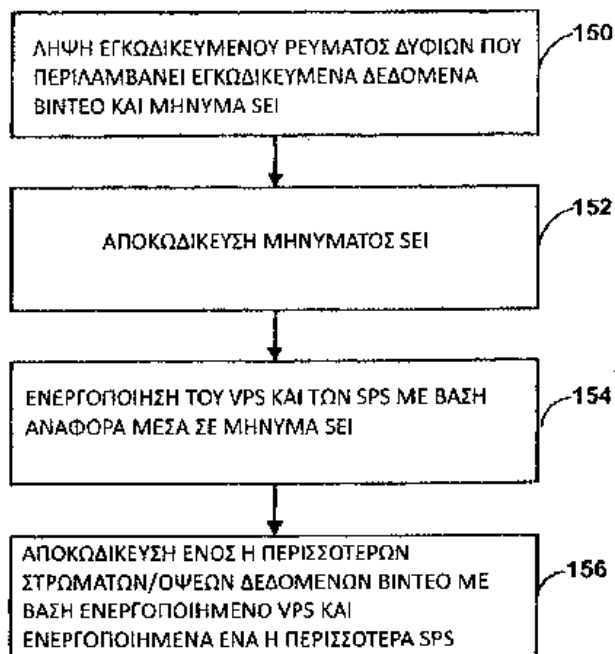 ΛΗΨΗ ΕΓΚΩΔΙΚΕΥΜΕΝΟΥ ΡΕΥΜΑΤΟΣ ΔΥΦΙΩΝ ΠΟΥ
ΠΕΡΙΛΑΜΒΑΝΕΙ ΕΓΚΩΔΙΚΕΥΜΕΝΑ ΔΕΔΟΜΕΝΑ
ΒΙΝΤΕΟ ΚΑΙ ΜΗΝΥΜΑ SEI
150
ΑΠΟΚΩΔΙΚΕΥΣΗ ΜΗΝΥΜΑΤΟΣ SEI
152
ΕΝΕΡΓΟΠΟΙΗΣΗ ΤΟΥ VPS ΚΑΙ ΤΩΝ SPS ΜΕ ΒΑΣΗ
ΑΝΑΦΟΡΑ ΜΕΣΑ ΣΕ ΜΗΝΥΜΑ SEI
154
ΑΠΟΚΩΔΙΚΕΥΣΗ ΕΝΟΣ Η ΠΕΡΙΣΣΟΤΕΡΩΝ
ΣΤΡΩΜΑΤΩΝ/ΟΨΕΩΝ ΔΕΔΟΜΕΝΩΝ ΒΙΝΤΕΟ ΜΕ
ΒΑΣΗ ΕΝΕΡΓΟΠΟΙΗΜΕΝΟ VPS ΚΑΙ
ΕΝΕΡΓΟΠΟΙΗΜΕΝΑ ΕΝΑ Η ΠΕΡΙΣΣΟΤΕΡΑ SPS
156